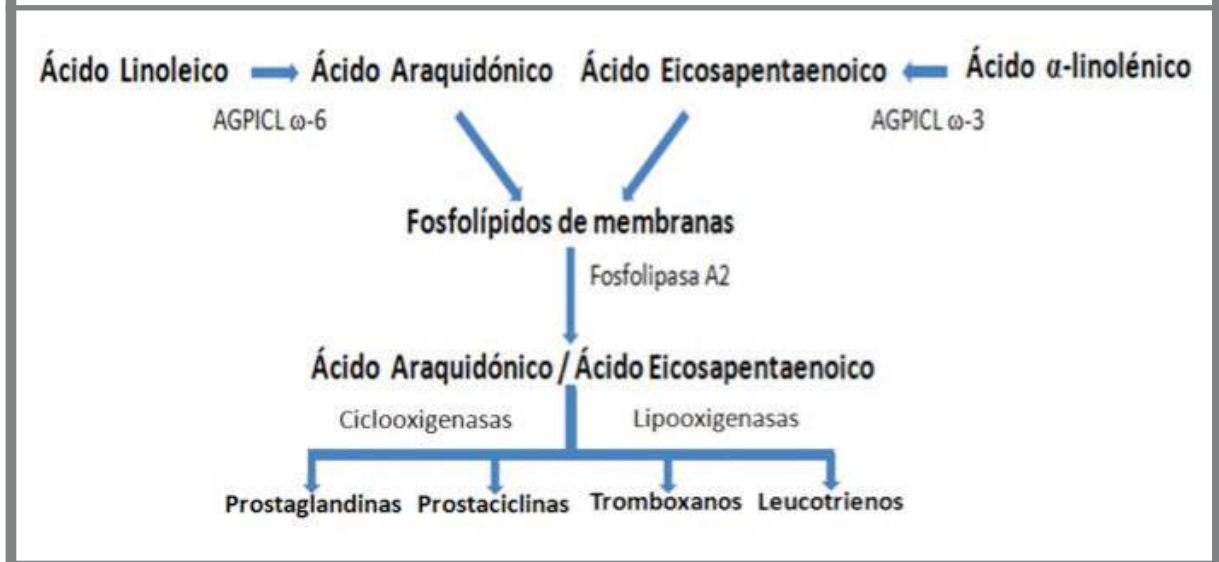 Ácido Linoleico Ácido Araquidónico Ácido Eicosapentaenoico Ácido α-linolénico
AGPICL ω-6 AGPICL ω-3
Fosfolípidos de membranas
Fosfolipasa A2
Ácido Araquidónico / Ácido Eicosapentaenoico
Ciclooxigenasas Lipooxigenasas
Prostaglandinas Prostaciclinas Tromboxanos Leucotrienos